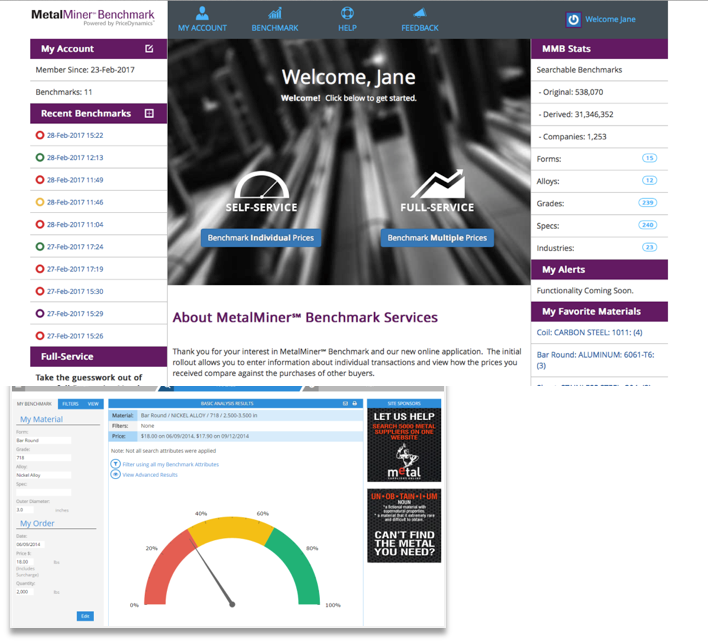 MetalMiner℠ Benchmark
Powered by PriceDynamics
MY ACCOUNT
BENCHMARK
HELP
FEEDBACK
Welcome Jane
My Account
Member Since: 23-Feb-2017
Benchmarks: 11
Recent Benchmarks
28-Feb-2017 15:22
28-Feb-2017 12:13
28-Feb-2017 11:49
28-Feb-2017 11:46
28-Feb-2017 11:04
27-Feb-2017 17:24
27-Feb-2017 17:19
27-Feb-2017 15:30
27-Feb-2017 15:29
27-Feb-2017 15:26
Full-Service
Take the guesswork out of
Welcome, Jane
Welcome! Click below to get started.
SELF-SERVICE
FULL-SERVICE
Benchmark Individual Prices
Benchmark Multiple Prices
About MetalMiner℠ Benchmark Services
Thank you for your interest in MetalMiner℠ Benchmark and our new online application. The initial
rollout allows you to enter information about individual transactions and view how the prices you
received compare against the purchases of other buyers.
MMB Stats
Searchable Benchmarks
- Original: 538,070
- Derived: 31,346,352
- Companies: 1,253
Forms: 15
Alloys: 12
Grades: 239
Specs: 240
Industries: 23
My Alerts
Functionality Coming Soon.
My Favorite Materials
Coil: CARBON STEEL: 1011: (4)
Bar Round: ALUMINUM: 6061-T6:
(3)
MY BENCHMARK
FILTERS
VIEW
My Material
Form:
Bar Round
Grade:
718
Alloy:
Nickel Alloy
Spec:
Outer Diameter:
3.0 inches
My Order
Date:
06/09/2014
Price $:
18.00 lbs
(Includes
Surcharge)
Quantity:
2,000 lbs
Edit
BASIC ANALYSIS RESULTS
Material: Bar Round / NICKEL ALLOY / 718 / 2.500-3.500 in
Filters: None
Price: $18.00 on 06/09/2014, $17.90 on 09/12/2014
Note: Not all search attributes were applied
Filter using all my Benchmark Attributes
View Advanced Results
0%
20%
40%
60%
80%
100%
SITE SPONSORS
LET US HELP
SEARCH 5000 METAL
SUPPLIERS ON ONE
WEBSITE
metal
UN•OB•TAIN•I•UM
NOUN
CAN'T FIND
THE METAL
YOU NEED?